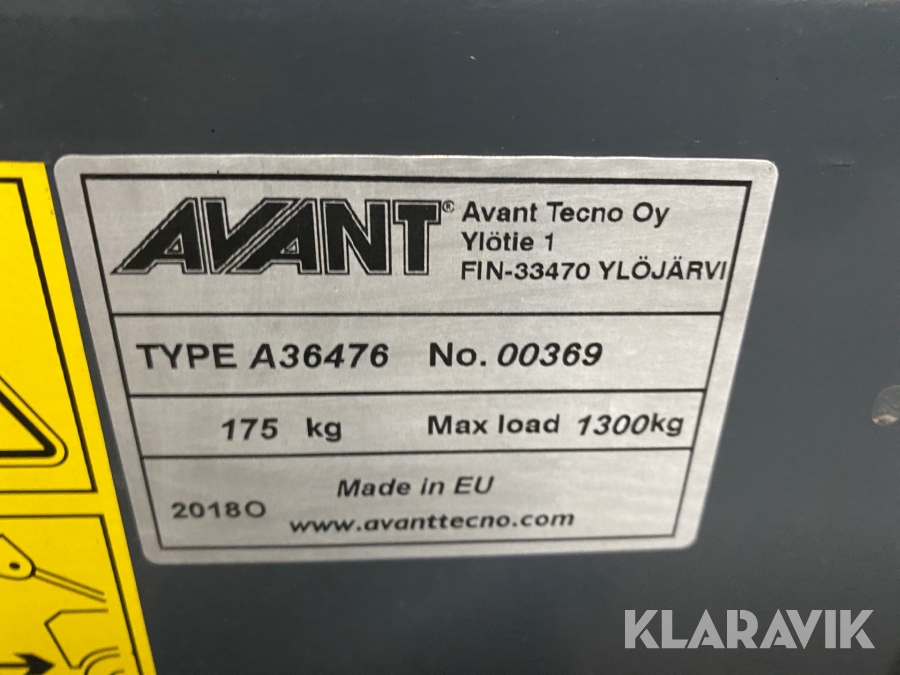 AVANT®
Avant Tecno Oy
Ylötie 1
FIN-33470 YLÖJÄRVI
TYPE A36476 No. 00369
175 kg Max load 1300kg
Made in EU
2018O
www.avanttecno.com
KLARAVIK